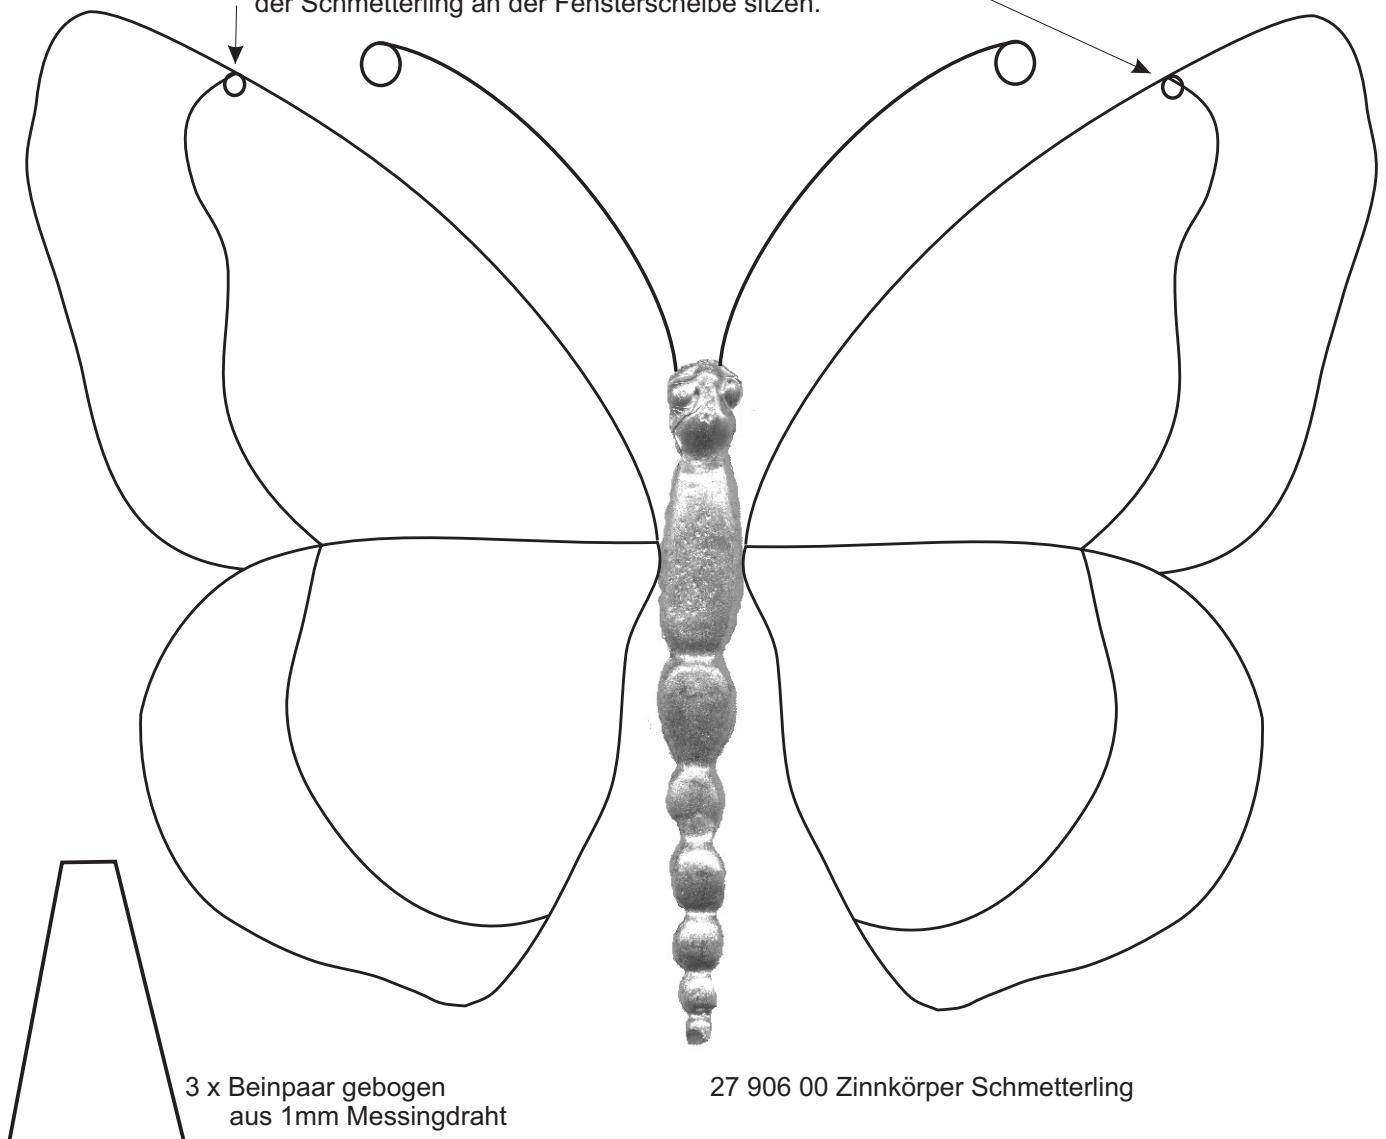 der Schmetterling an der Fensterscheibe sitzen.
3 x Beinpaar gebogen
aus 1mm Messingdraht
27 906 00 Zinnkörper Schmetterling